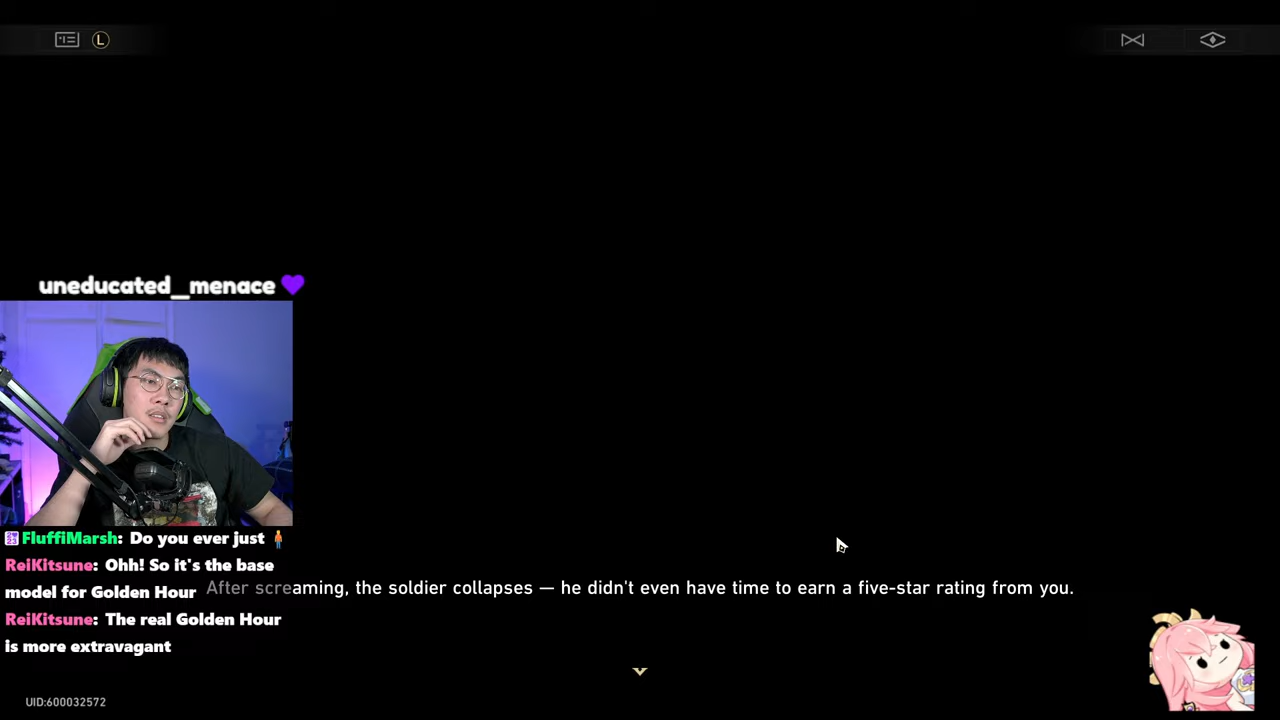 L
uneducated_menace 💜
FluffiMarsh: Do you ever just 🧍
ReiKitsune: Ohh! So it's the base
model for Golden Hour
After screaming, the soldier collapses — he didn't even have time to earn a five-star rating from you.
ReiKitsune: The real Golden Hour
is more extravagant
UID:600032572